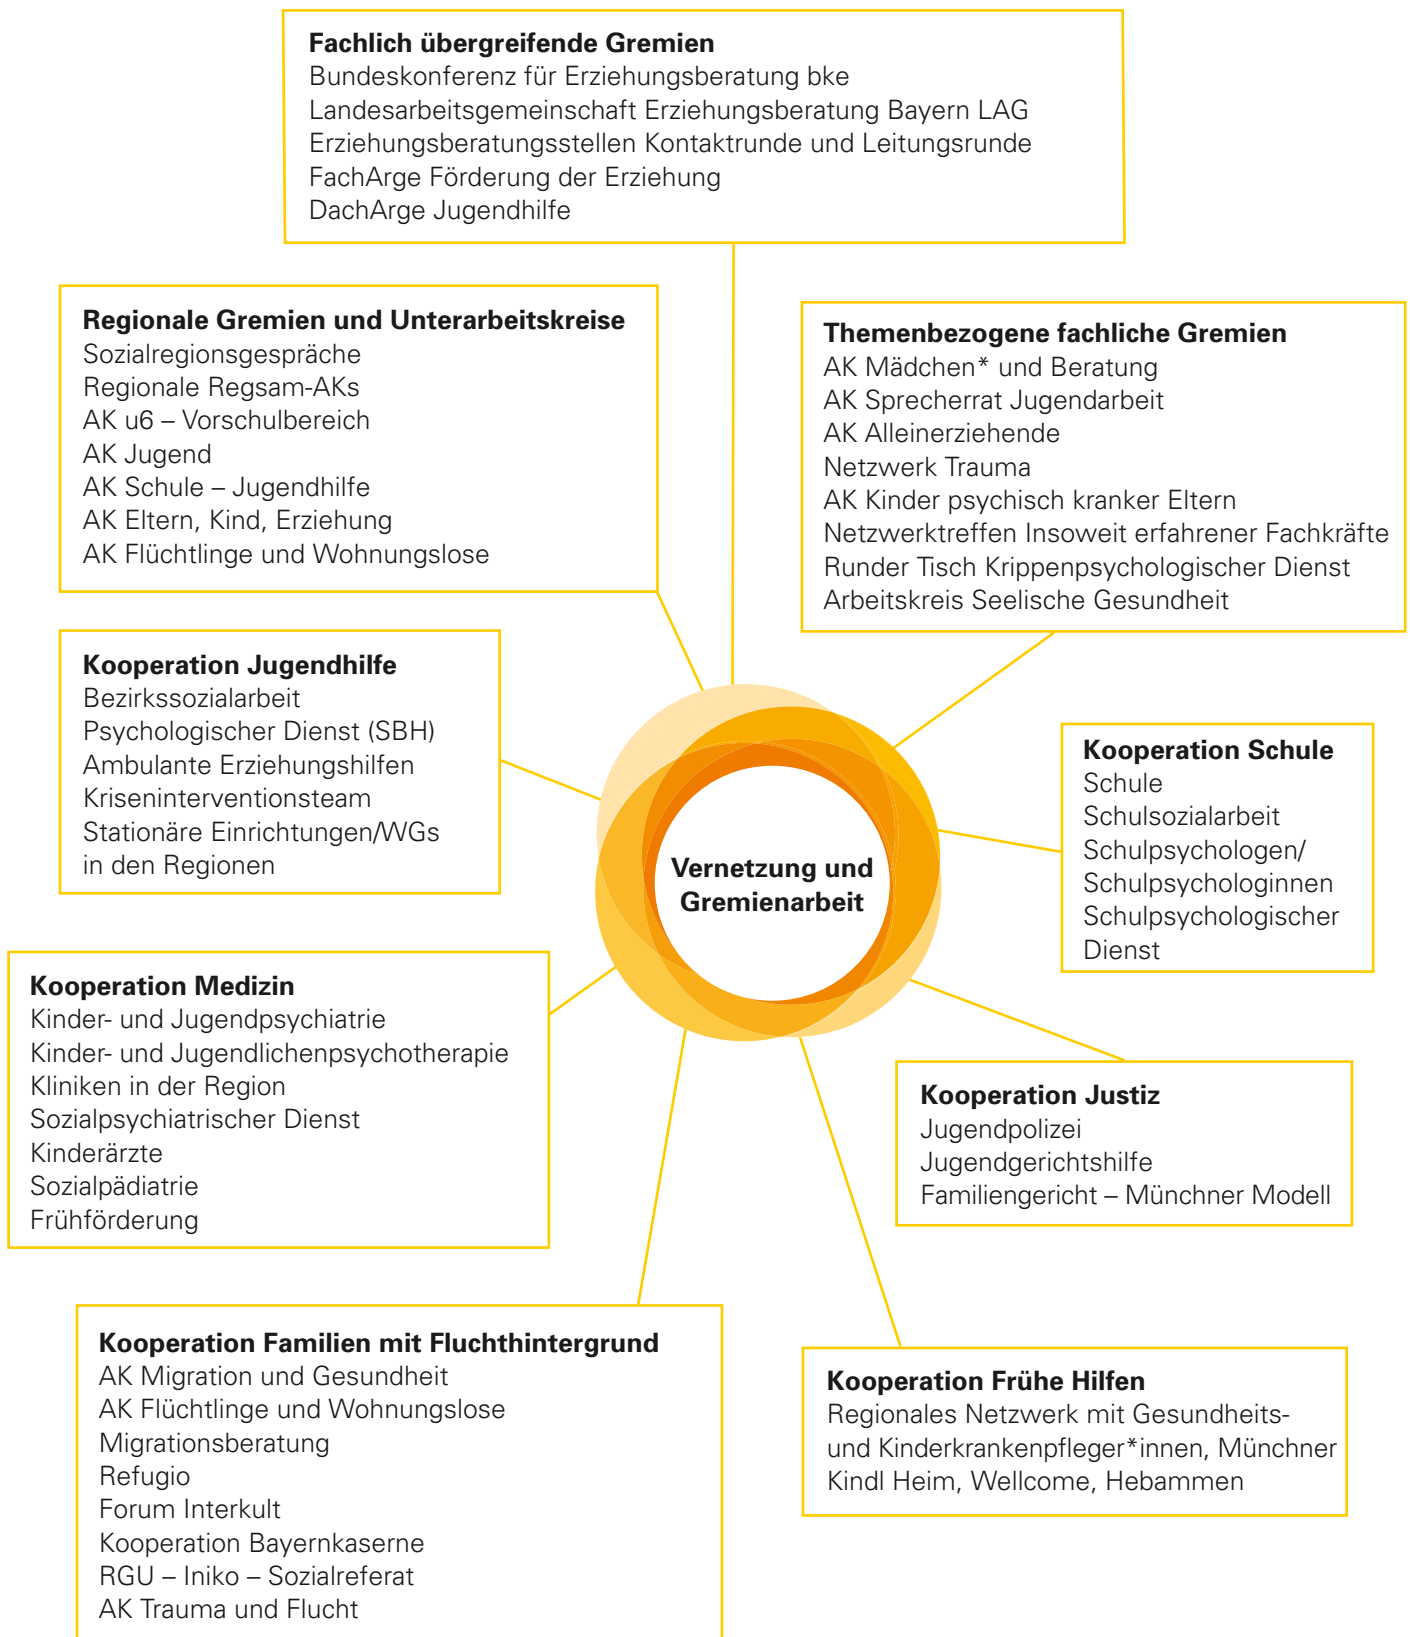 Fachlich übergreifende Gremien
Bundeskonferenz für Erziehungsberatung bke
Landesarbeitsgemeinschaft Erziehungsberatung Bayern LAG
Erziehungsberatungsstellen Kontaktrunde und Leitungsrunde
FachArge Förderung der Erziehung
DachArge Jugendhilfe
Regionale Gremien und Unterarbeitskreise
Sozialregionsgespräche
Regionale Regsam-AKs
AK u6 – Vorschulbereich
AK Jugend
AK Schule – Jugendhilfe
AK Eltern, Kind, Erziehung
AK Flüchtlinge und Wohnungslose
Themenbezogene fachliche Gremien
AK Mädchen* und Beratung
AK Sprecherrat Jugendarbeit
AK Alleinerziehende
Netzwerk Trauma
AK Kinder psychisch kranker Eltern
Netzwerktreffen Insoweit erfahrener Fachkräfte
Runder Tisch Krippenpsychologischer Dienst
Arbeitskreis Seelische Gesundheit
Kooperation Jugendhilfe
Bezirkssozialarbeit
Psychologischer Dienst (SBH)
Ambulante Erziehungshilfen
Kriseninterventionsteam
Stationäre Einrichtungen/WGs
in den Regionen
Vernetzung und
Gremienarbeit
Kooperation Schule
Schule
Schulsozialarbeit
Schulpsychologen/
Schulpsychologinnen
Schulpsychologischer
Dienst
Kooperation Medizin
Kinder- und Jugendpsychiatrie
Kinder- und Jugendlichenpsychotherapie
Kliniken in der Region
Sozialpsychiatrischer Dienst
Kinderärzte
Sozialpädiatrie
Frühförderung
Kooperation Justiz
Jugendpolizei
Jugendgerichtshilfe
Familiengericht – Münchner Modell
Kooperation Familien mit Fluchthintergrund
AK Migration und Gesundheit
AK Flüchtlinge und Wohnungslose
Migrationsberatung
Refugio
Forum Interkult
Kooperation Bayernkaserne
RGU – Iniko – Sozialreferat
AK Trauma und Flucht
Kooperation Frühe Hilfen
Regionales Netzwerk mit Gesundheits-
und Kinderkrankenpfleger*innen, Münchner
Kindl Heim, Wellcome, Hebammen